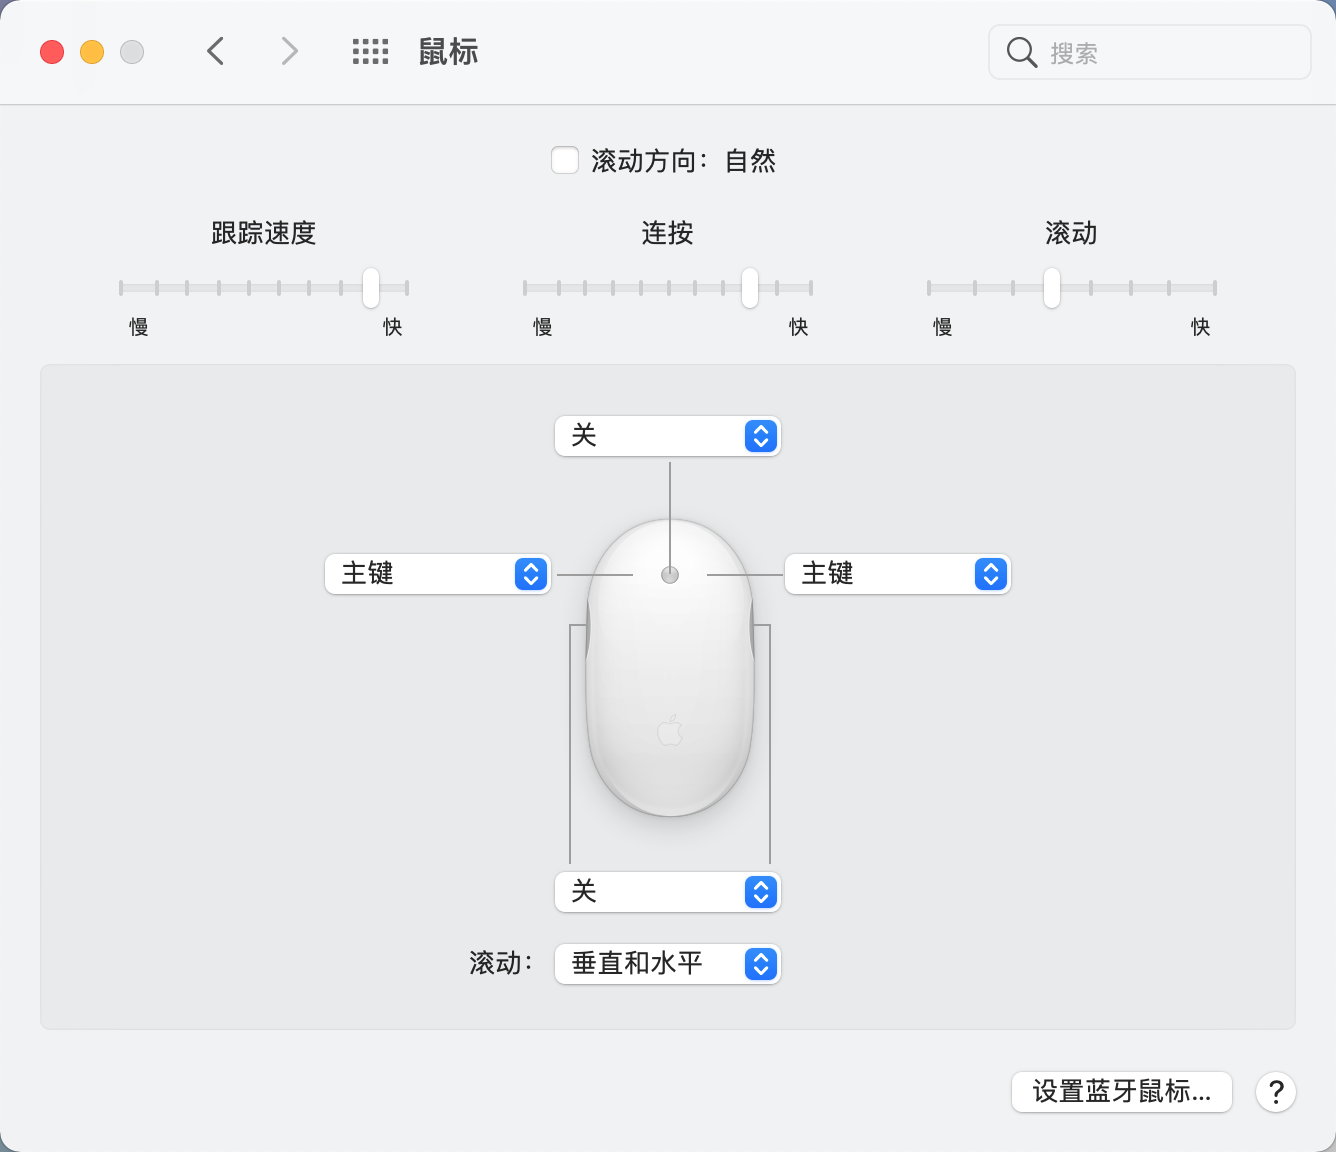 鼠标
搜索
滚动方向：自然
跟踪速度
连按
滚动
慢
快
慢
快
慢
快
关
主键
主键
关
滚动：
垂直和水平
设置蓝牙鼠标...
?